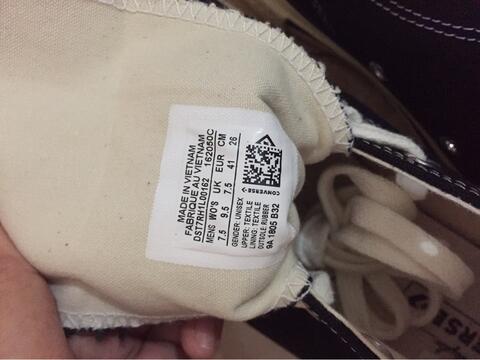 MADE IN VIETNAM
FABRIQUE AU VIETNAM
DST7RH1L00162 162050C
MENS WO'S UK EUR CM
7.5 9.5 7.5 41 26
GENDER: UNISEX
UPPER: TEXTILE
LINING: TEXTILE
OUTSOLE: RUBBER
9A 1805 B32
CONVERSE